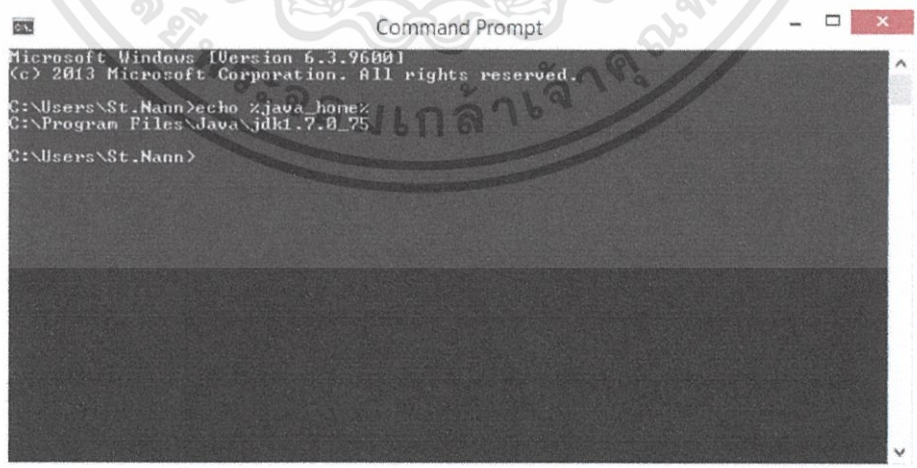 Command Prompt
Microsoft Windows [Version 6.3.9600]
(c) 2013 Microsoft Corporation. All rights reserved.
C:\Users\St.Nann>echo %java_home%
C:\Program Files\Java\jdk1.7.0_75
C:\Users\St.Nann>